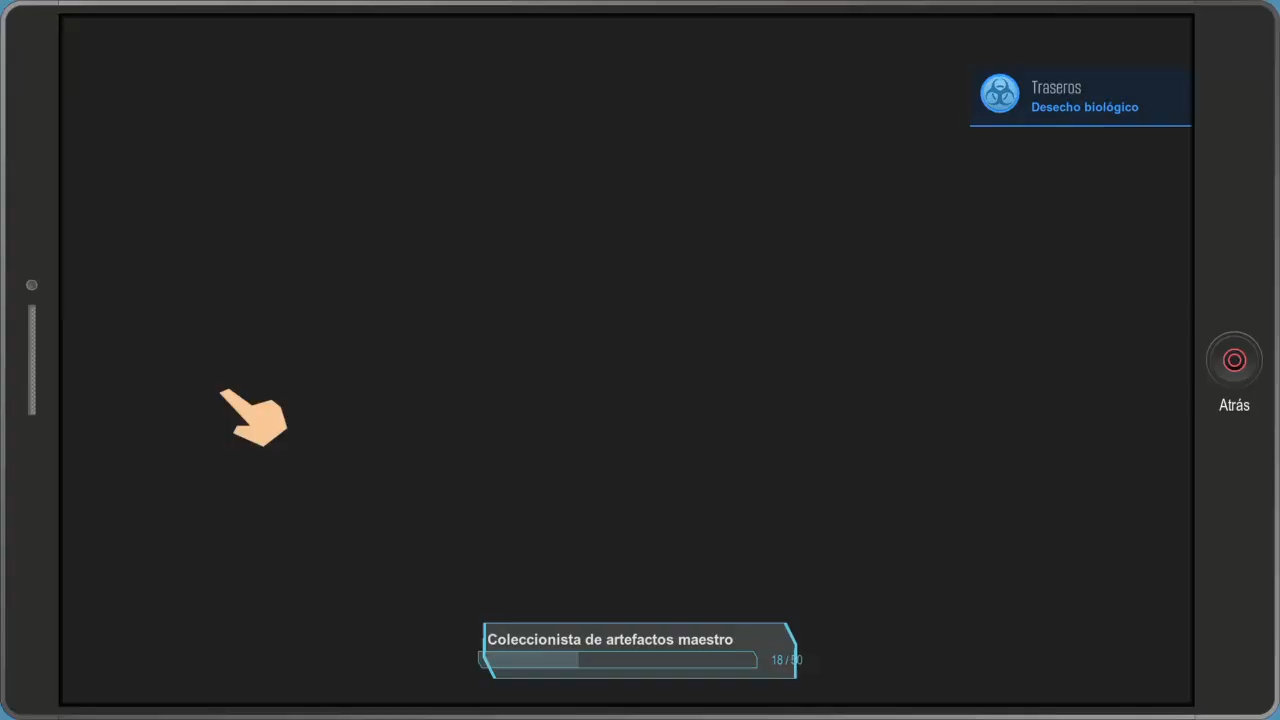 Traseros
Desecho biológico
Atrás
Coleccionista de artefactos maestro
18 / 50